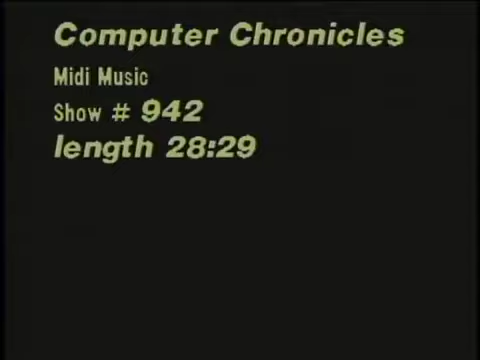 Computer Chronicles
Midi Music
Show # 942
length 28:29